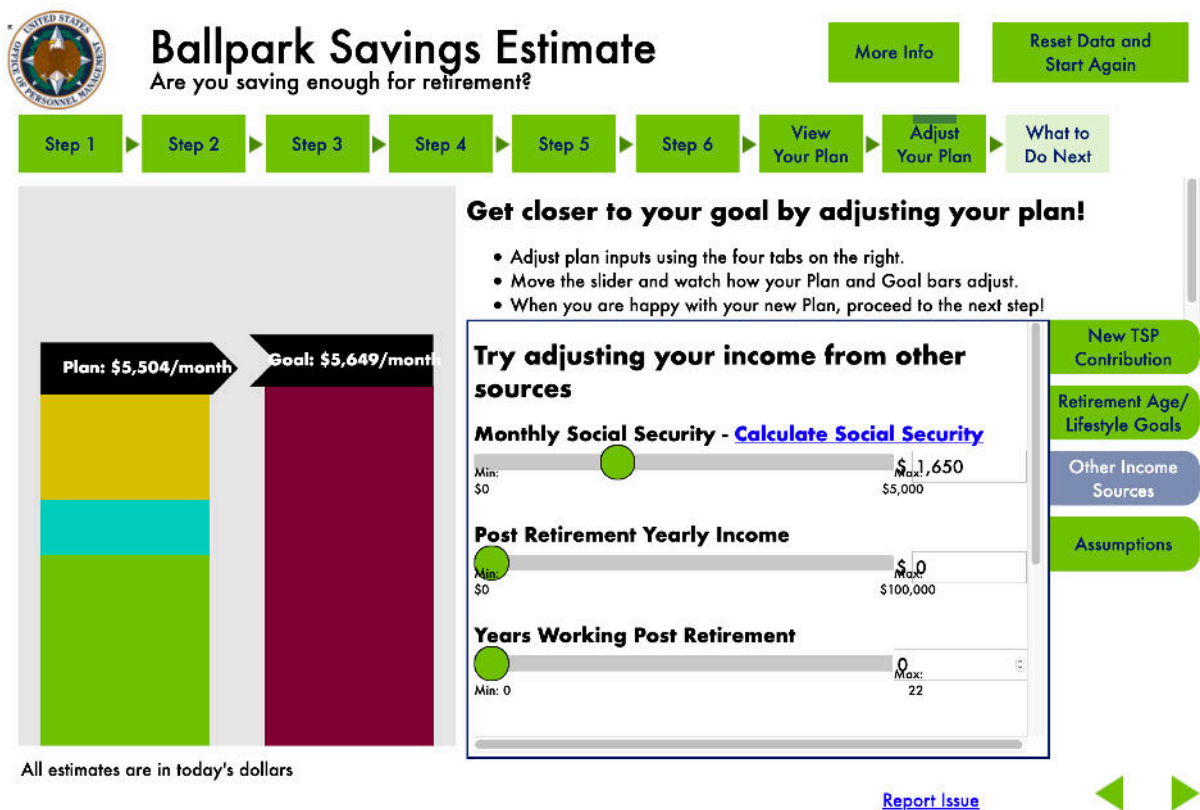 UNITED STATES
OFFICE OF PERSONNEL MANAGEMENT
Ballpark Savings Estimate
Are you saving enough for retirement?
More Info
Reset Data and
Start Again
Step 1
Step 2
Step 3
Step 4
Step 5
Step 6
View
Your Plan
Adjust
Your Plan
What to
Do Next
Get closer to your goal by adjusting your plan!
• Adjust plan inputs using the four tabs on the right.
• Move the slider and watch how your Plan and Goal bars adjust.
• When you are happy with your new Plan, proceed to the next step!
Plan: $5,504/month
Goal: $5,649/month
Try adjusting your income from other
sources
Monthly Social Security - Calculate Social Security
$ 1,650
Min:
$0
Max:
$5,000
Post Retirement Yearly Income
$ 0
Min:
$0
Max:
$100,000
Years Working Post Retirement
0
Min: 0
Max:
22
New TSP
Contribution
Retirement Age/
Lifestyle Goals
Other Income
Sources
Assumptions
All estimates are in today's dollars
Report Issue